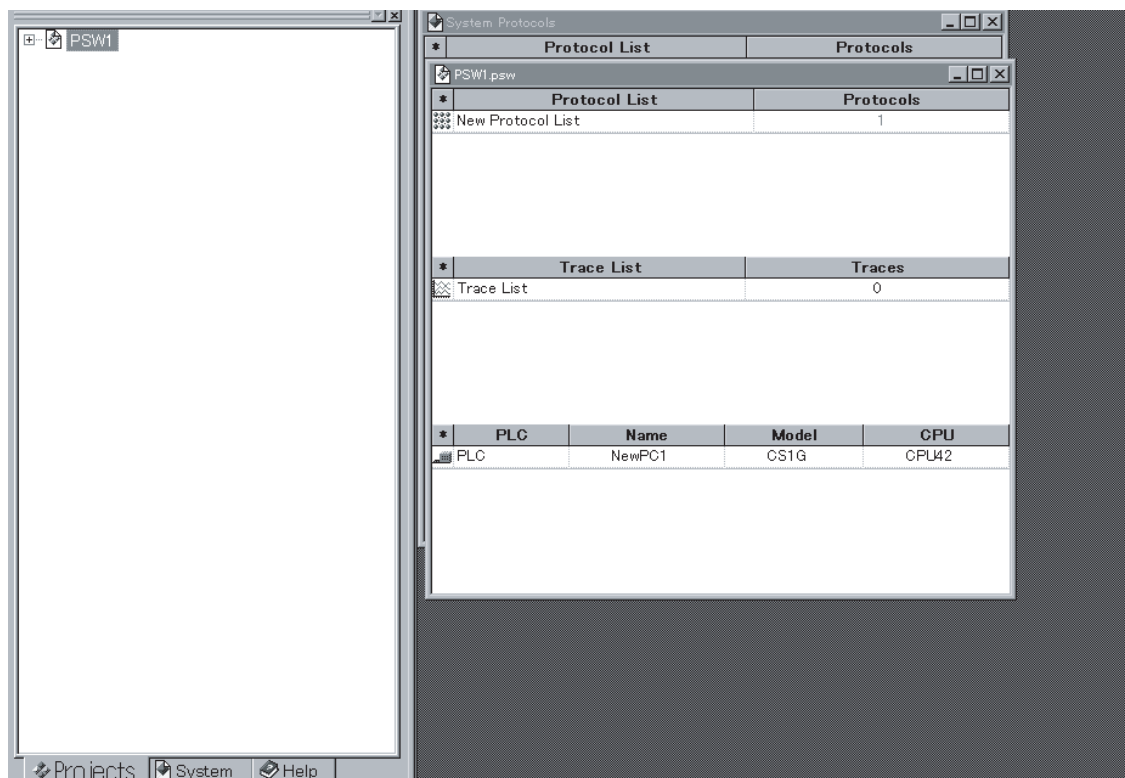 PSW1
System Protocols
* Protocol List Protocols
PSW1.psw
* Protocol List Protocols
New Protocol List 1
* Trace List Traces
Trace List 0
* PLC Name Model CPU
PLC NewPC1 CS1G CPU42
Projects System Help